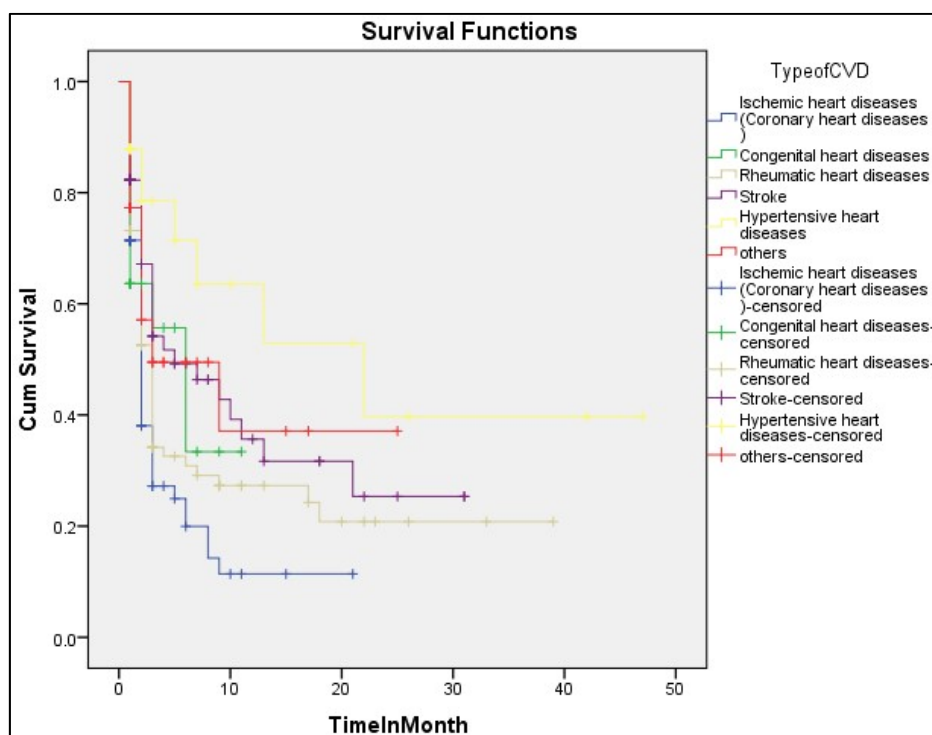 Survival Functions
TypeofCVD
Ischemic heart diseases
(Coronary heart diseases
)
Congenital heart diseases
Rheumatic heart diseases
Stroke
Hypertensive heart
diseases
others
Ischemic heart diseases
(Coronary heart diseases
)-censored
Congenital heart diseases-
censored
Rheumatic heart diseases-
censored
Stroke-censored
Hypertensive heart
diseases-censored
others-censored
Cum Survival
1.0
0.8
0.6
0.4
0.2
0.0
0 10 20 30 40 50
TimeInMonth